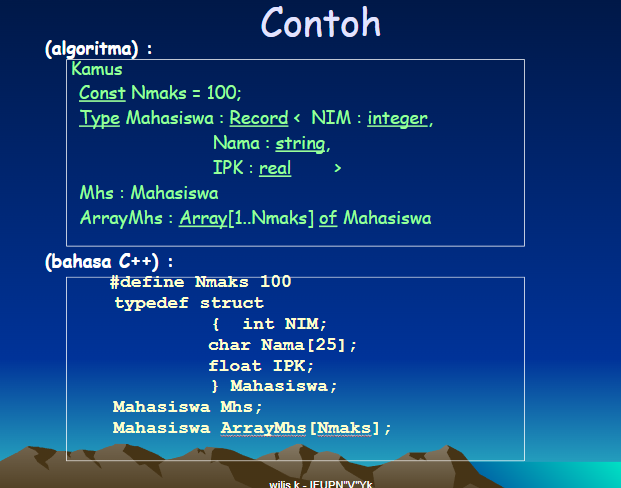 Contoh
(algoritma) :
Kamus
Const Nmaks = 100;
Type Mahasiswa : Record < NIM : integer,
Nama : string,
IPK : real >
Mhs : Mahasiswa
ArrayMhs : Array[1..Nmaks] of Mahasiswa
(bahasa C++) :
#define Nmaks 100
typedef struct
{ int NIM;
char Nama[25];
float IPK;
} Mahasiswa;
Mahasiswa Mhs;
Mahasiswa ArrayMhs[Nmaks];
wilis k - IFUPN"V"Yk